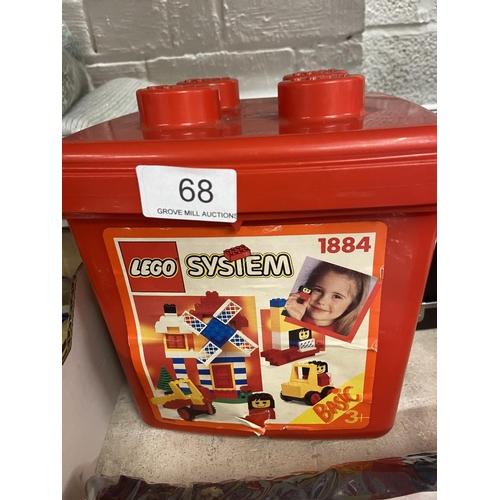 68
GROVE MILL AUCTIONS
LEGO SYSTEM 1884
BASIC
3+